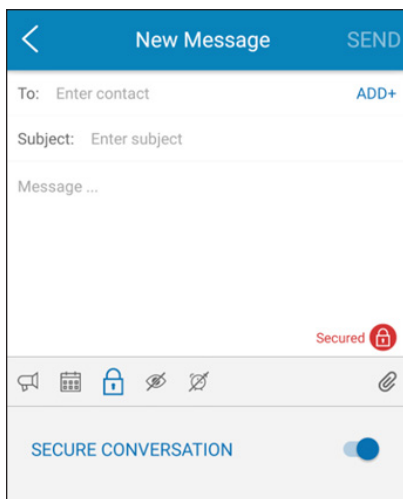 New Message SEND
To: Enter contact ADD+
Subject: Enter subject
Message ...
Secured
SECURE CONVERSATION